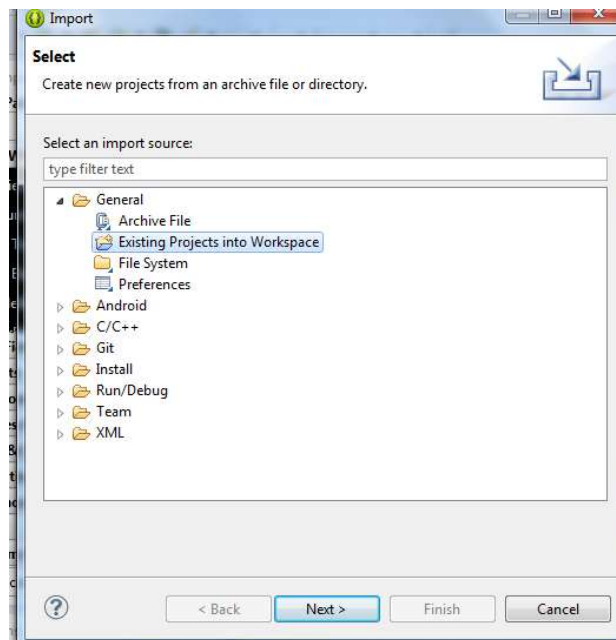 Import
Select
Create new projects from an archive file or directory.
Select an import source:
type filter text
General
Archive File
Existing Projects into Workspace
File System
Preferences
Android
C/C++
Git
Install
Run/Debug
Team
XML
< Back
Next >
Finish
Cancel